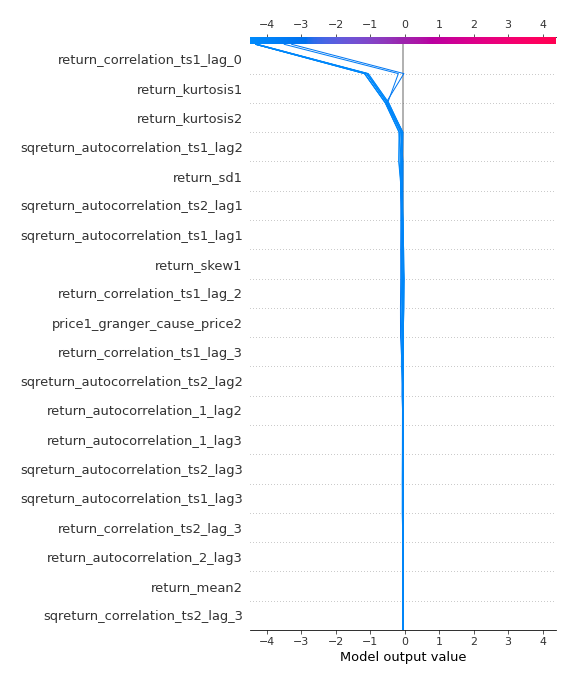 −4 −3 −2 −1 0 1 2 3 4
return_correlation_ts1_lag_0
return_kurtosis1
return_kurtosis2
sqreturn_autocorrelation_ts1_lag2
return_sd1
sqreturn_autocorrelation_ts2_lag1
sqreturn_autocorrelation_ts1_lag1
return_skew1
return_correlation_ts1_lag_2
price1_granger_cause_price2
return_correlation_ts1_lag_3
sqreturn_autocorrelation_ts2_lag2
return_autocorrelation_1_lag2
return_autocorrelation_1_lag3
sqreturn_autocorrelation_ts2_lag3
sqreturn_autocorrelation_ts1_lag3
return_correlation_ts2_lag_3
return_autocorrelation_2_lag3
return_mean2
sqreturn_correlation_ts2_lag_3
−4 −3 −2 −1 0 1 2 3 4
Model output value